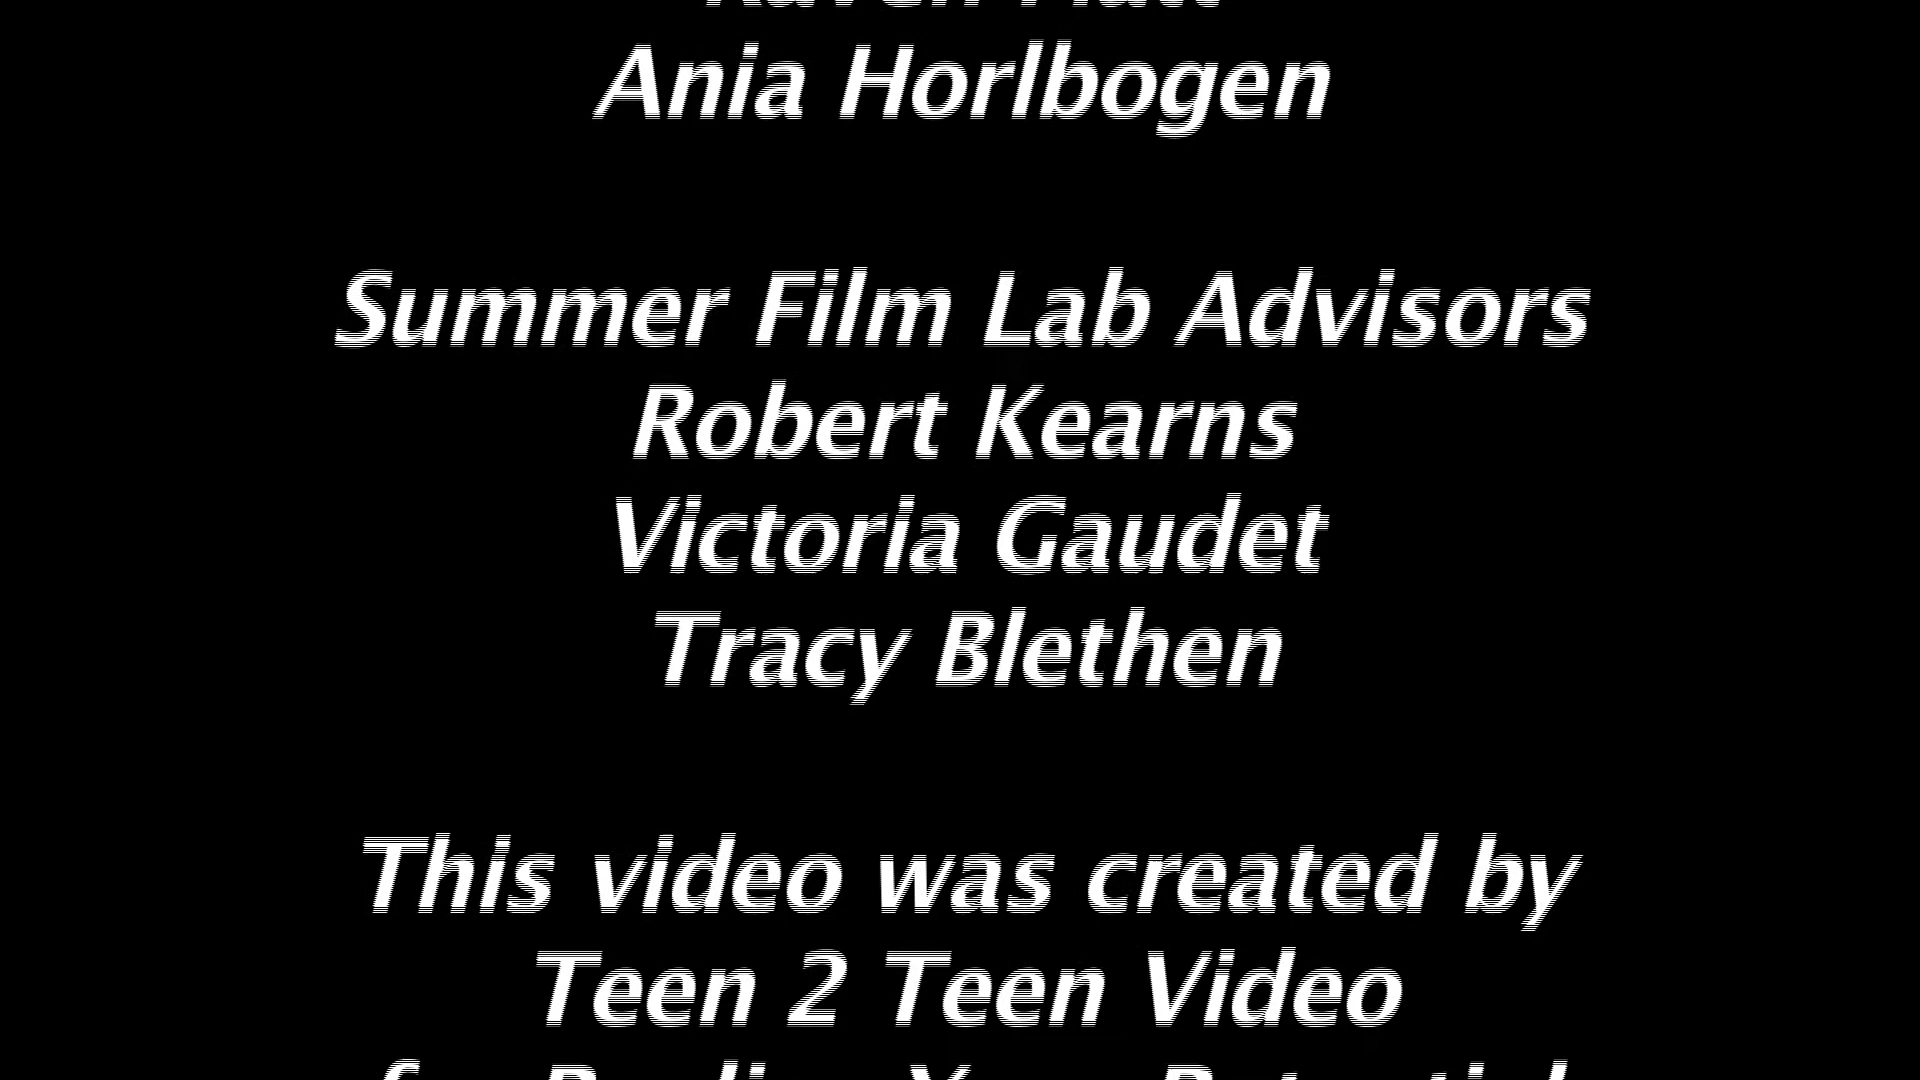 Ania Horlbogen
Summer Film Lab Advisors
Robert Kearns
Victoria Gaudet
Tracy Blethen
This video was created by
Teen 2 Teen Video